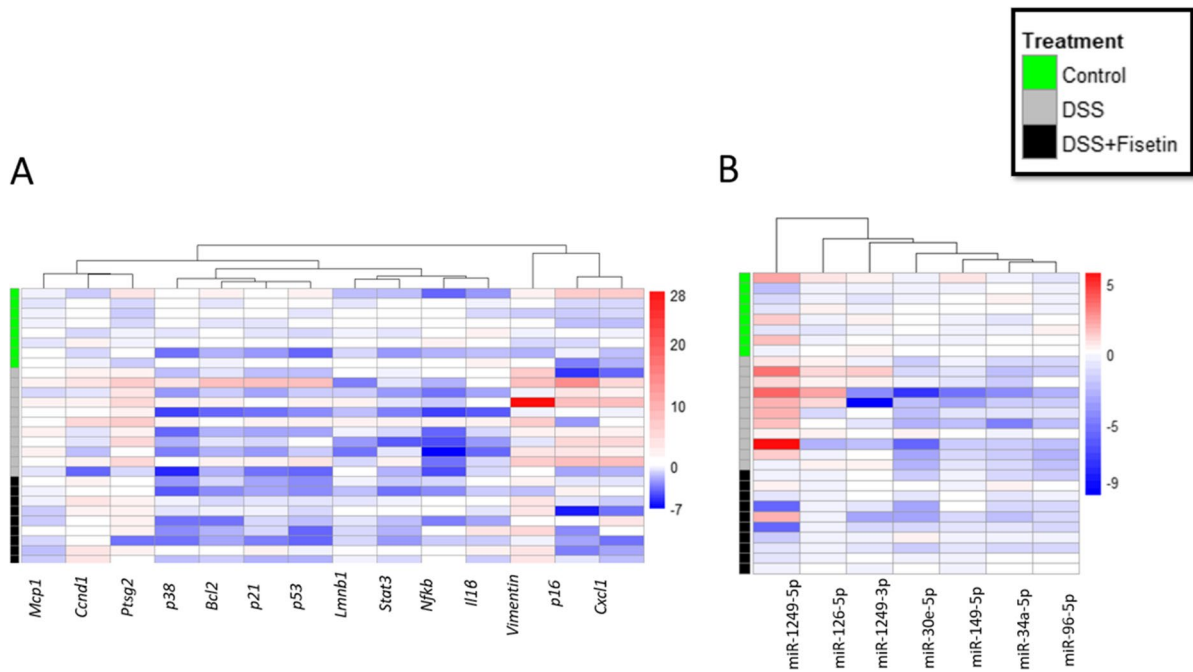 Treatment
Control
DSS
DSS+Fisetin
A
B
28
20
10
0
-7
5
0
-5
-9
Mcp1
Ccnd1
Ptsg2
p38
Bcl2
p21
p53
Lmnb1
Stat3
Nfkb
Il1β
Vimentin
p16
Cxcl1
miR-1249-5p
miR-126-5p
miR-1249-3p
miR-30e-5p
miR-149-5p
miR-34a-5p
miR-96-5p